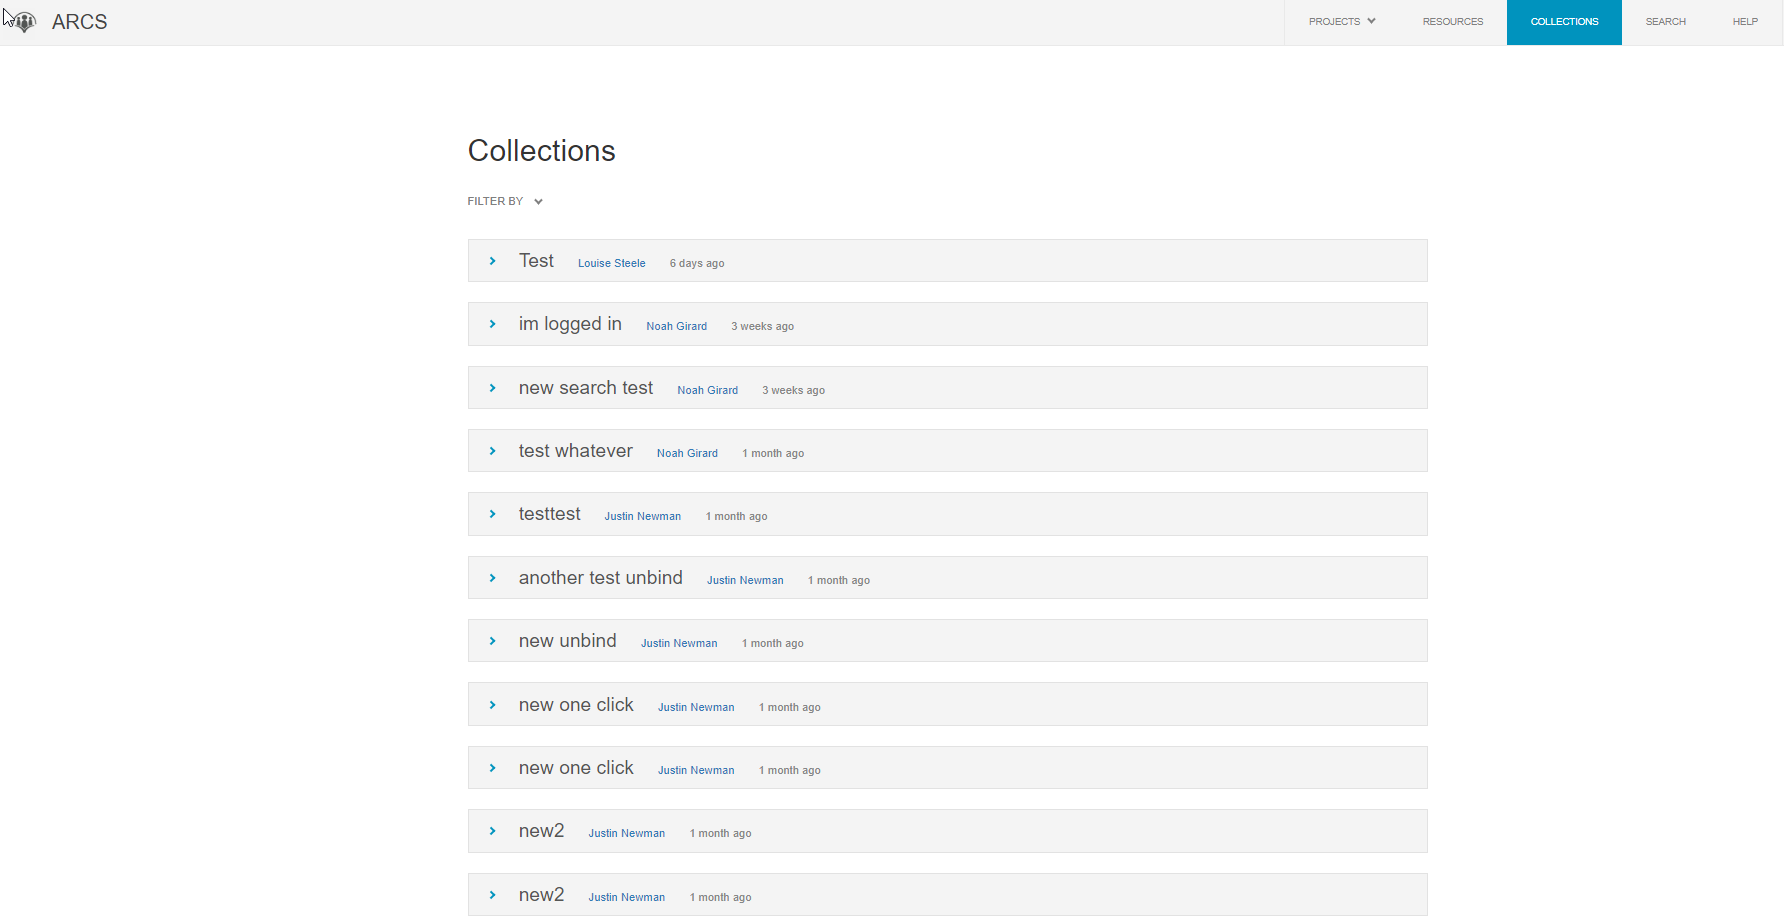 ARCS PROJECTS RESOURCES COLLECTIONS SEARCH HELP
Collections
FILTER BY
Test Louise Steele 6 days ago
im logged in Noah Girard 3 weeks ago
new search test Noah Girard 3 weeks ago
test whatever Noah Girard 1 month ago
testtest Justin Newman 1 month ago
another test unbind Justin Newman 1 month ago
new unbind Justin Newman 1 month ago
new one click Justin Newman 1 month ago
new one click Justin Newman 1 month ago
new2 Justin Newman 1 month ago
new2 Justin Newman 1 month ago